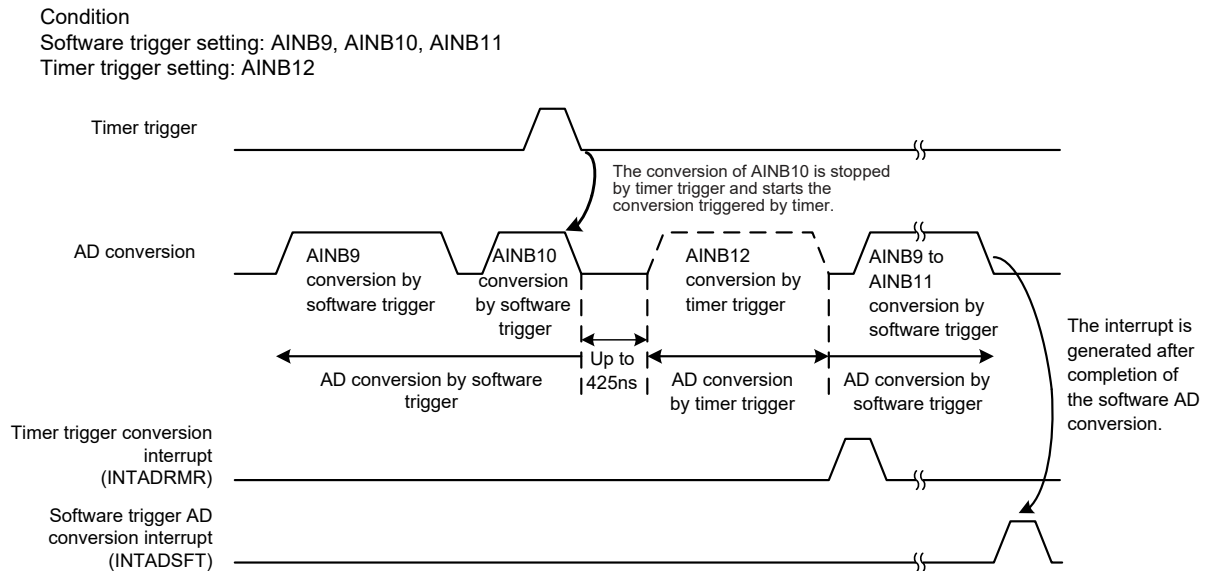 Condition
Software trigger setting: AINB9, AINB10, AINB11
Timer trigger setting: AINB12
Timer trigger
The conversion of AINB10 is stopped
by timer trigger and starts the
conversion triggered by timer.
AD conversion
AINB9
conversion by
software trigger
AINB10
conversion
by software
trigger
AINB12
conversion by
timer trigger
AINB9 to
AINB11
conversion by
software trigger
The interrupt is
generated after
completion of
the software AD
conversion.
AD conversion by software
trigger
Up to
425ns
AD conversion
by timer trigger
AD conversion by
software trigger
Timer trigger conversion
interrupt
(INTADRMR)
Software trigger AD
conversion interrupt
(INTADSFT)